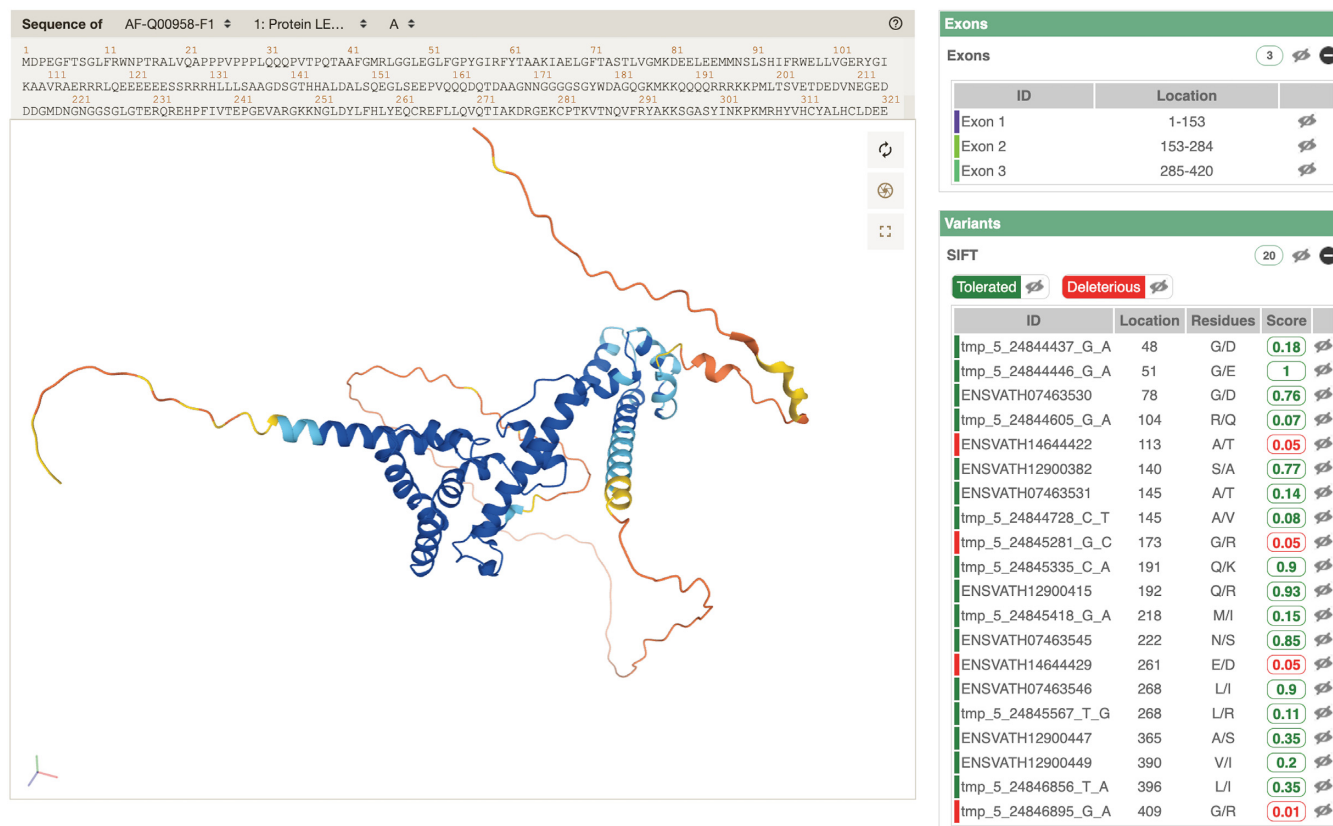 Sequence of AF-Q00958-F1 1: Protein LE... A
1 11 21 31 41 51 61 71 81 91 101
MDPEGFTSGLFRWNPTRALVQAPPPVPPPLQQQPVTPQTAAFGMRLGGLEGLFGPYGIRFYTAAKIAELGFTASTLVGMKDEELEEMMNSLSHIFRWELLVGERYGI
111 121 131 141 151 161 171 181 191 201 211
KAAVRAERRRLQEEEEEESSRRRHLLLSAAGDSGTHHALDALSQEGLSEEPVQQQDQTDAAGNNGGGGSGYWDAGQGKMKKQQQQRRRKKPMLTSVETDEDVNEGED
221 231 241 251 261 271 281 291 301 311 321
DDGMDNGNGGSGLGTERQREHPFIVTEPGEVARGKKNGLDYLFHLYEQCREFLLQVQTIAKDRGEKCPTKVTNQVFRYAKKSGASYINKPKMRHYVHCYALHCLDEE
Exons
Exons 3
ID Location
Exon 1 1-153
Exon 2 153-284
Exon 3 285-420
Variants
SIFT 20
Tolerated Deleterious
ID Location Residues Score
tmp_5_24844437_G_A 48 G/D 0.18
tmp_5_24844446_G_A 51 G/E 1
ENSVATH07463530 78 G/D 0.76
tmp_5_24844605_G_A 104 R/Q 0.07
ENSVATH14644422 113 A/T 0.05
ENSVATH12900382 140 S/A 0.77
ENSVATH07463531 145 A/T 0.14
tmp_5_24844728_C_T 145 A/V 0.08
tmp_5_24845281_G_C 173 G/R 0.05
tmp_5_24845335_C_A 191 Q/K 0.9
ENSVATH12900415 192 Q/R 0.93
tmp_5_24845418_G_A 218 M/I 0.15
ENSVATH07463545 222 N/S 0.85
ENSVATH14644429 261 E/D 0.05
ENSVATH07463546 268 L/I 0.9
tmp_5_24845567_T_G 268 L/R 0.11
ENSVATH12900447 365 A/S 0.35
ENSVATH12900449 390 V/I 0.2
tmp_5_24846856_T_A 396 L/I 0.35
tmp_5_24846895_G_A 409 G/R 0.01